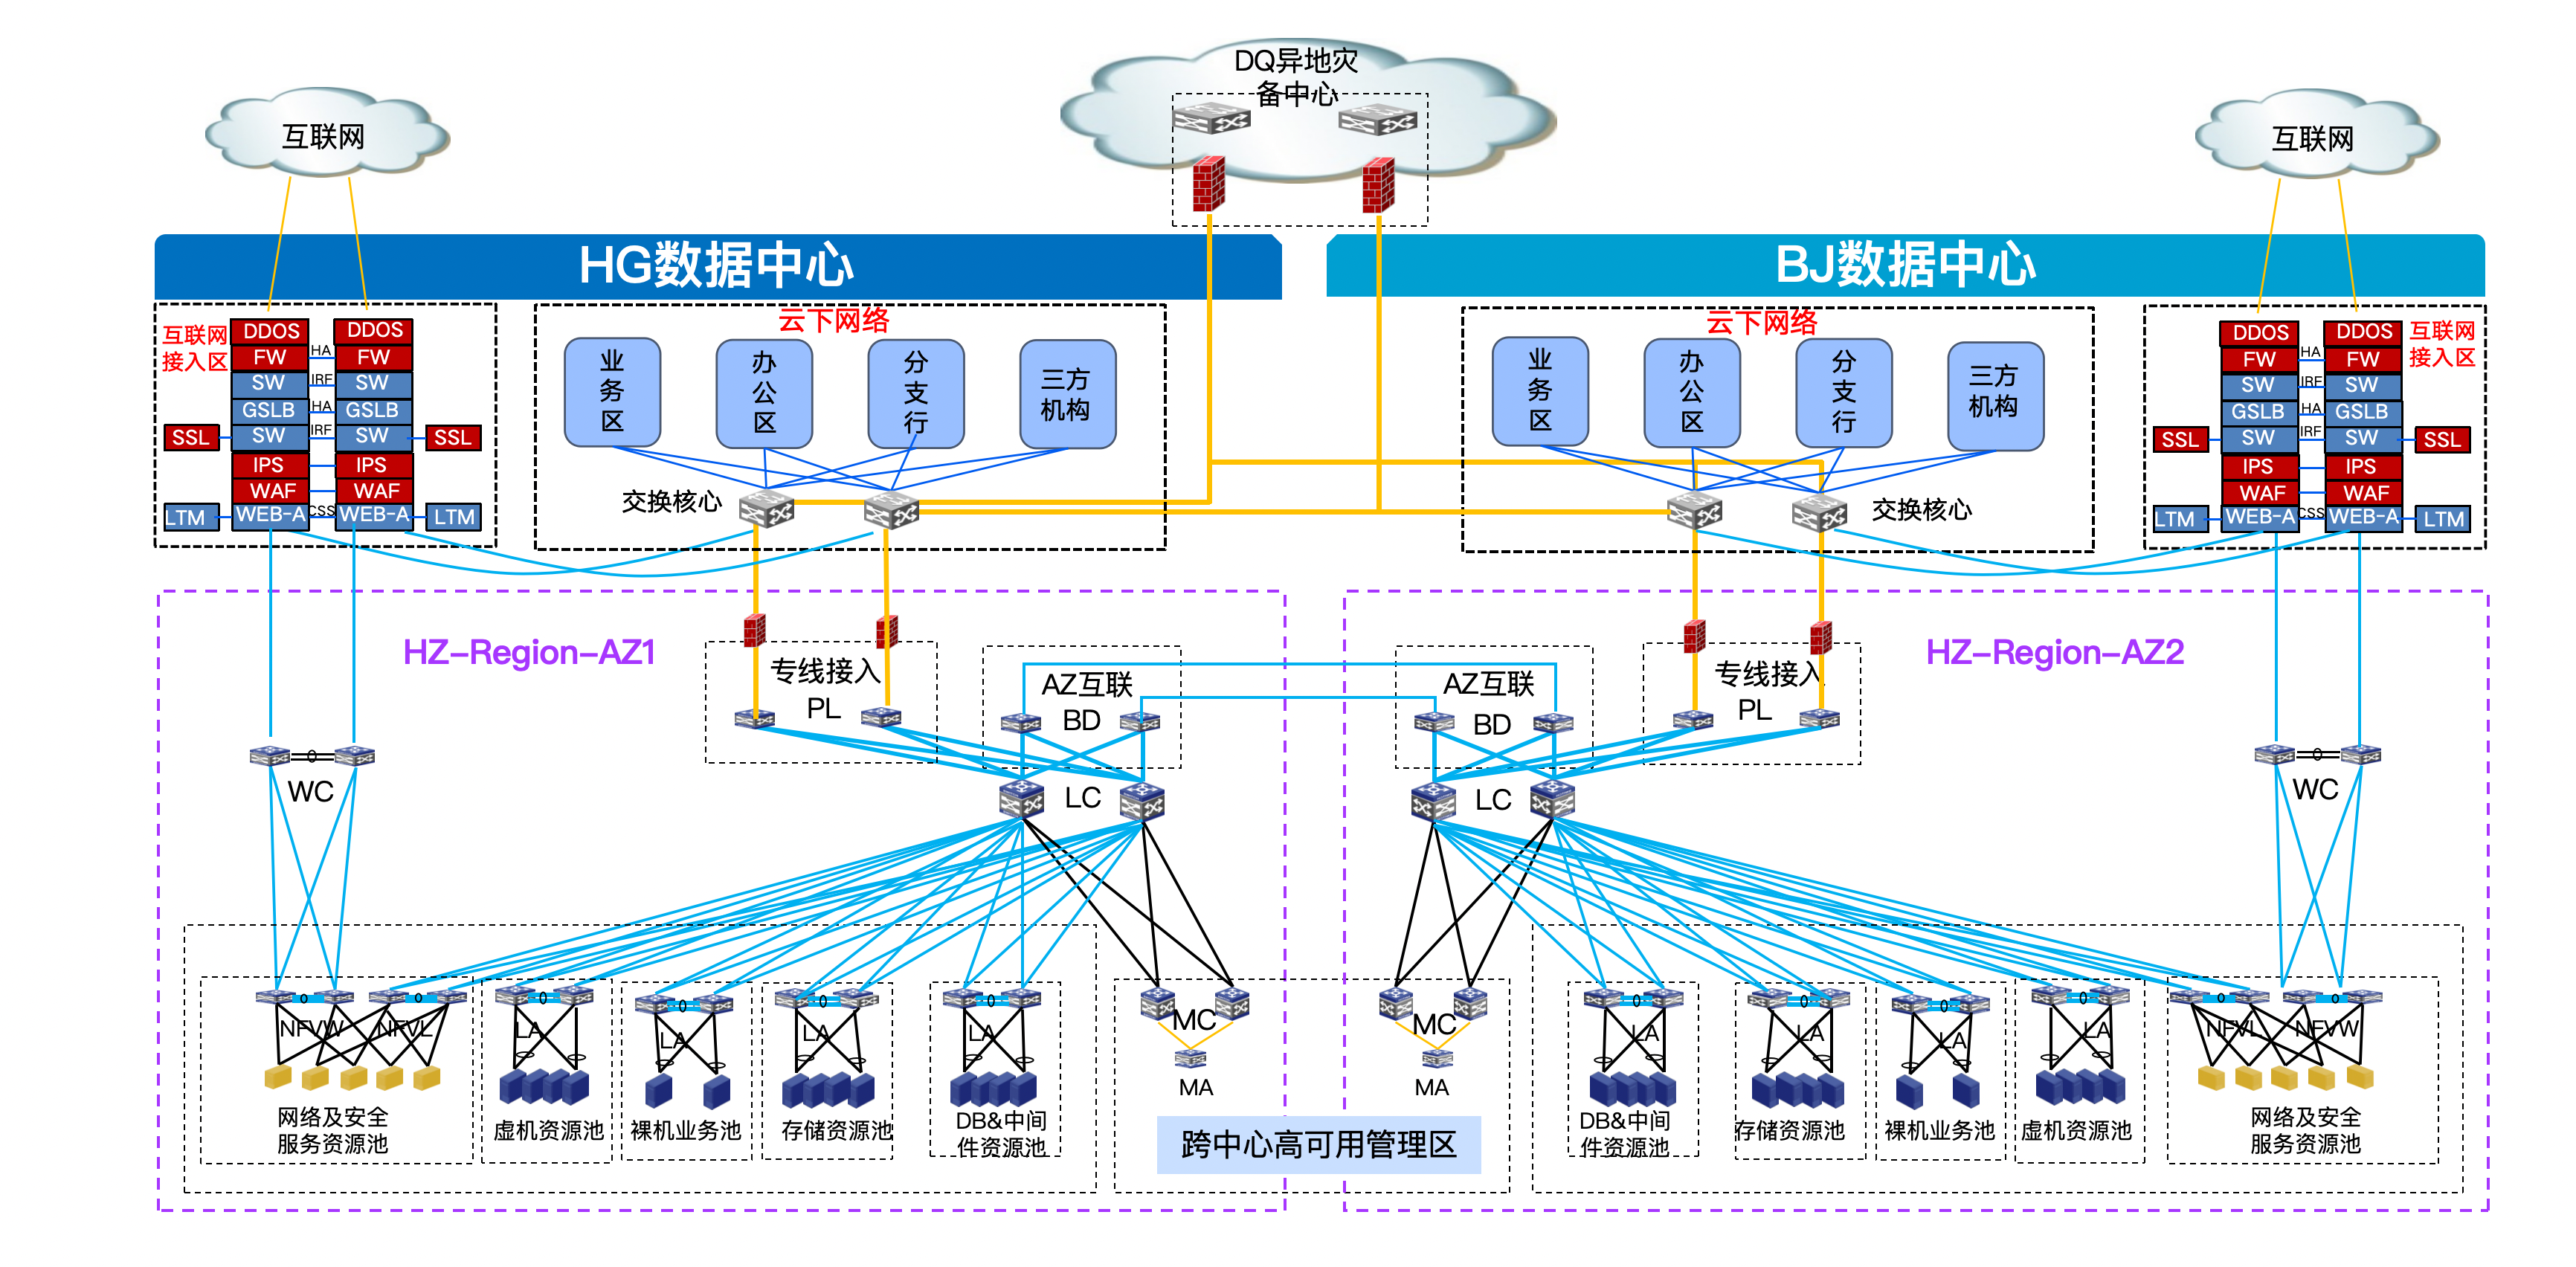 DQ异地灾
备中心
互联网
互联网
HG数据中心
BJ数据中心
互联网
接入区
DDOS
DDOS
FW
HA
FW
SW
IRF
SW
GSLB
HA
GSLB
SSL
SW
IRF
SW
SSL
IPS
IPS
WAF
WAF
LTM
WEB-A
CSS
WEB-A
LTM
云下网络
业
务
区
办
公
区
分
支
行
三方
机构
交换核心
云下网络
业
务
区
办
公
区
分
支
行
三方
机构
交换核心
DDOS
DDOS
互联网
接入区
FW
HA
FW
SW
IRF
SW
GSLB
HA
GSLB
SSL
SW
IRF
SW
SSL
IPS
IPS
WAF
WAF
LTM
WEB-A
CSS
WEB-A
LTM
HZ-Region-AZ1
专线接入
PL
AZ互联
BD
WC
LC
AZ互联
BD
专线接入
PL
HZ-Region-AZ2
LC
WC
NFVW
NFVL
LA
LA
LA
LA
MC
MA
网络及安全
服务资源池
虚机资源池
裸机业务池
存储资源池
DB&中间
件资源池
跨中心高可用管理区
MC
MA
LA
LA
LA
LA
NFVL
NFVW
DB&中间
件资源池
存储资源池
裸机业务池
虚机资源池
网络及安全
服务资源池